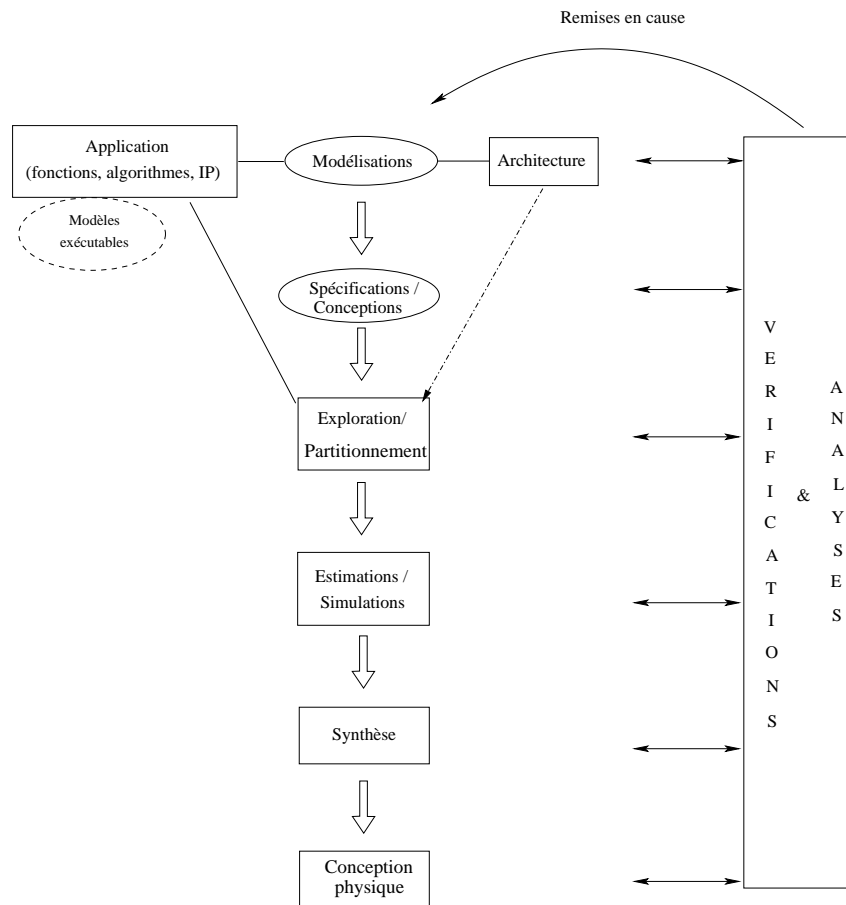 Remises en cause
Application
(fonctions, algorithmes, IP)
Modélisations
Architecture
Modèles
exécutables
Spécifications /
Conceptions
Exploration/
Partitionnement
Estimations /
Simulations
Synthèse
Conception
physique
VERIFICATIONS
&
ANALYSES